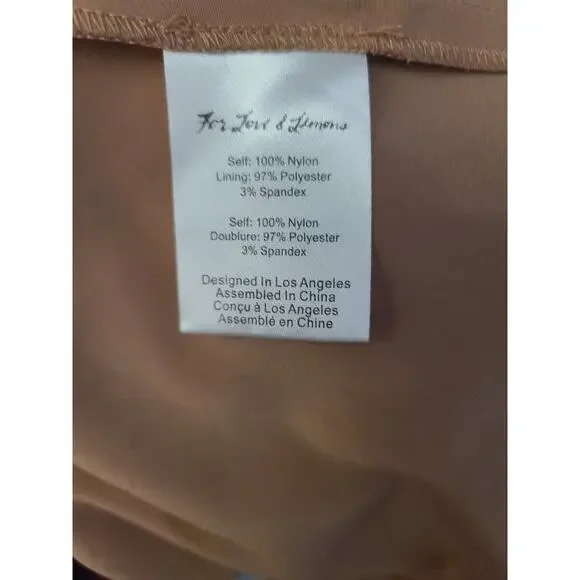 For Love & Lemons
Self: 100% Nylon
Lining: 97% Polyester
3% Spandex
Self: 100% Nylon
Doublure: 97% Polyester
3% Spandex
Designed In Los Angeles
Assembled In China
Conçu à Los Angeles
Assemblé en Chine